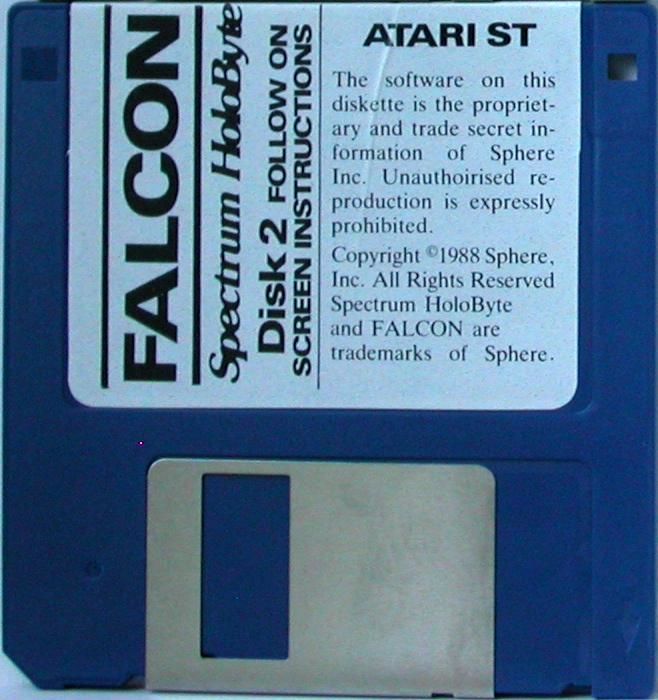 FALCON
Spectrum HoloByte
Disk 2 FOLLOW ON
SCREEN INSTRUCTIONS
ATARI ST
The software on this
diskette is the propriet-
ary and trade secret in-
formation of Sphere
Inc. Unauthoirised re-
production is expressly
prohibited.
Copyright ©1988 Sphere,
Inc. All Rights Reserved
Spectrum HoloByte
and FALCON are
trademarks of Sphere.